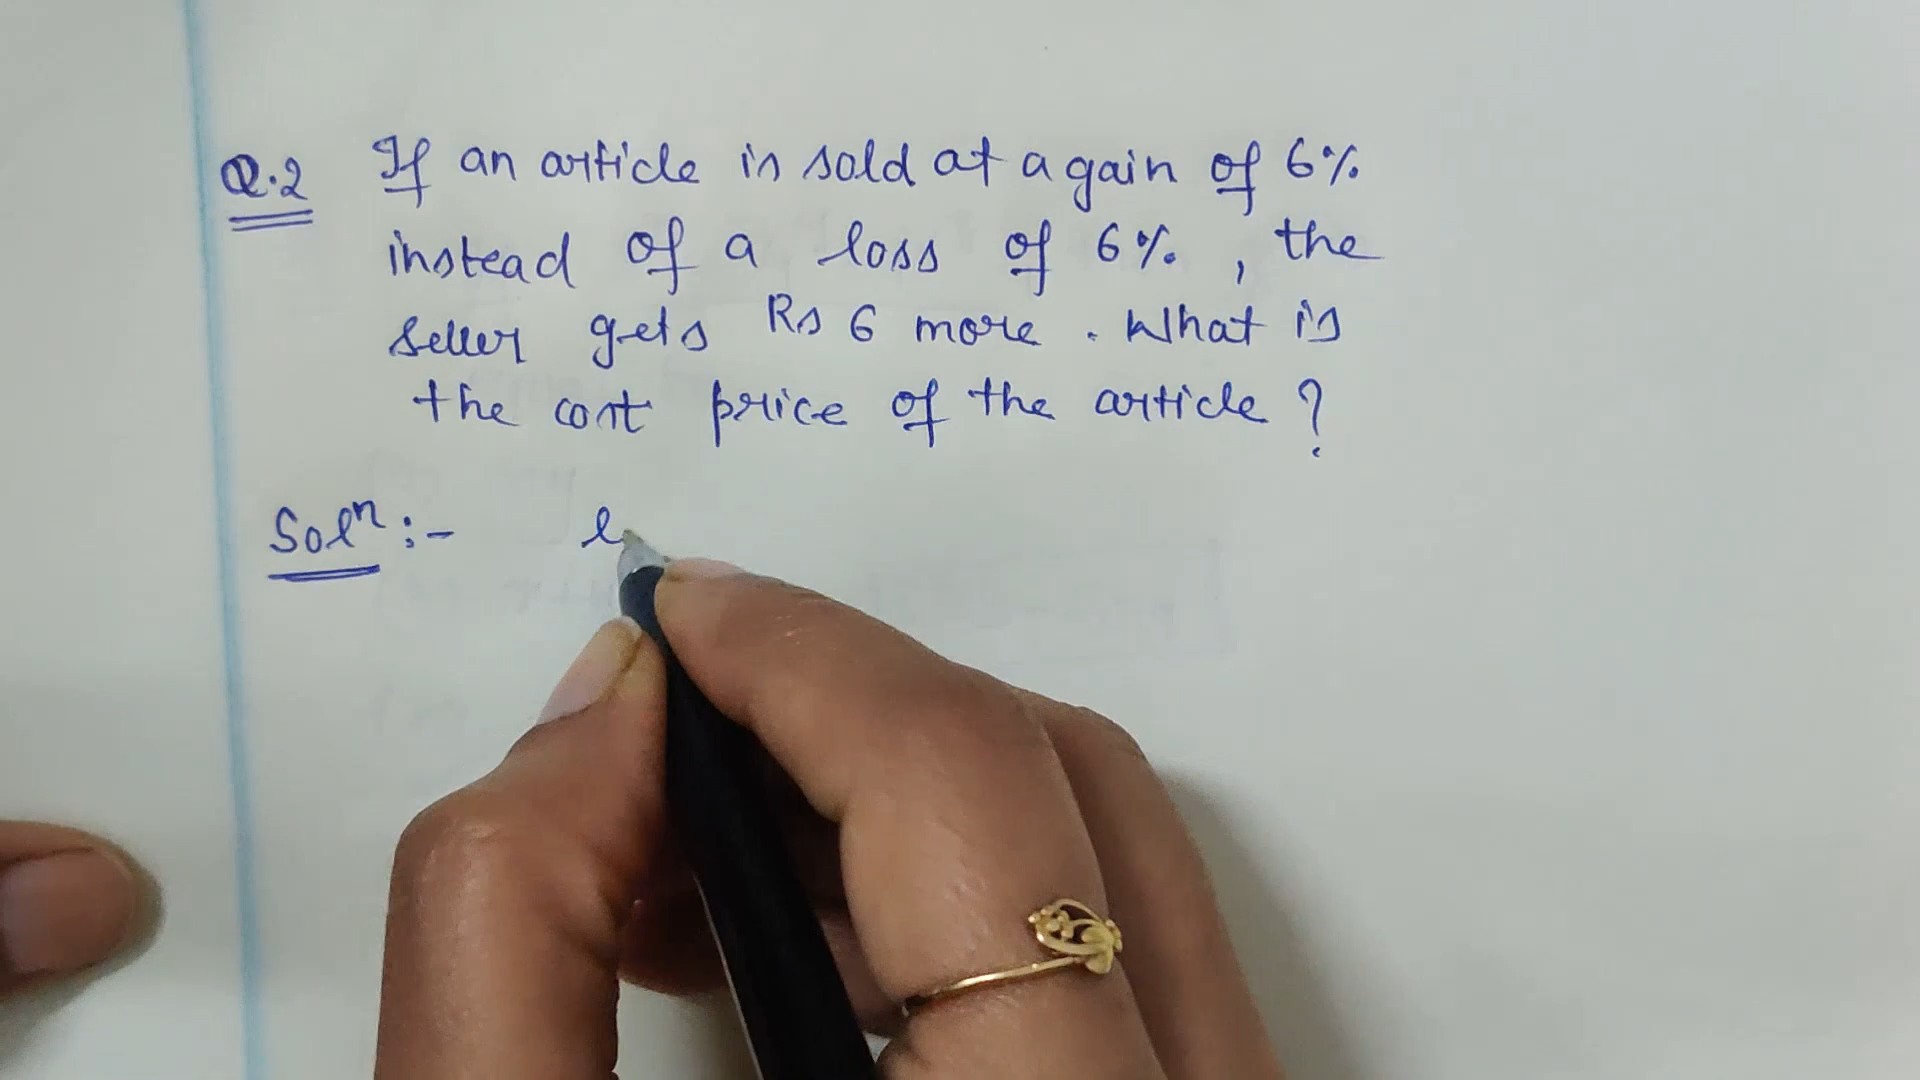 Q.2 If an article is sold at a gain of 6%
instead of a loss of 6%, the
seller gets Rs 6 more. What is
the cost price of the article?
Solⁿ:- l